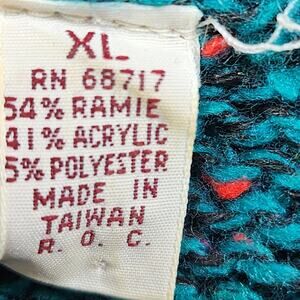 XL
RN 68717
54% RAMIE
41% ACRYLIC
5% POLYESTER
MADE IN
TAIWAN
R. O. C.